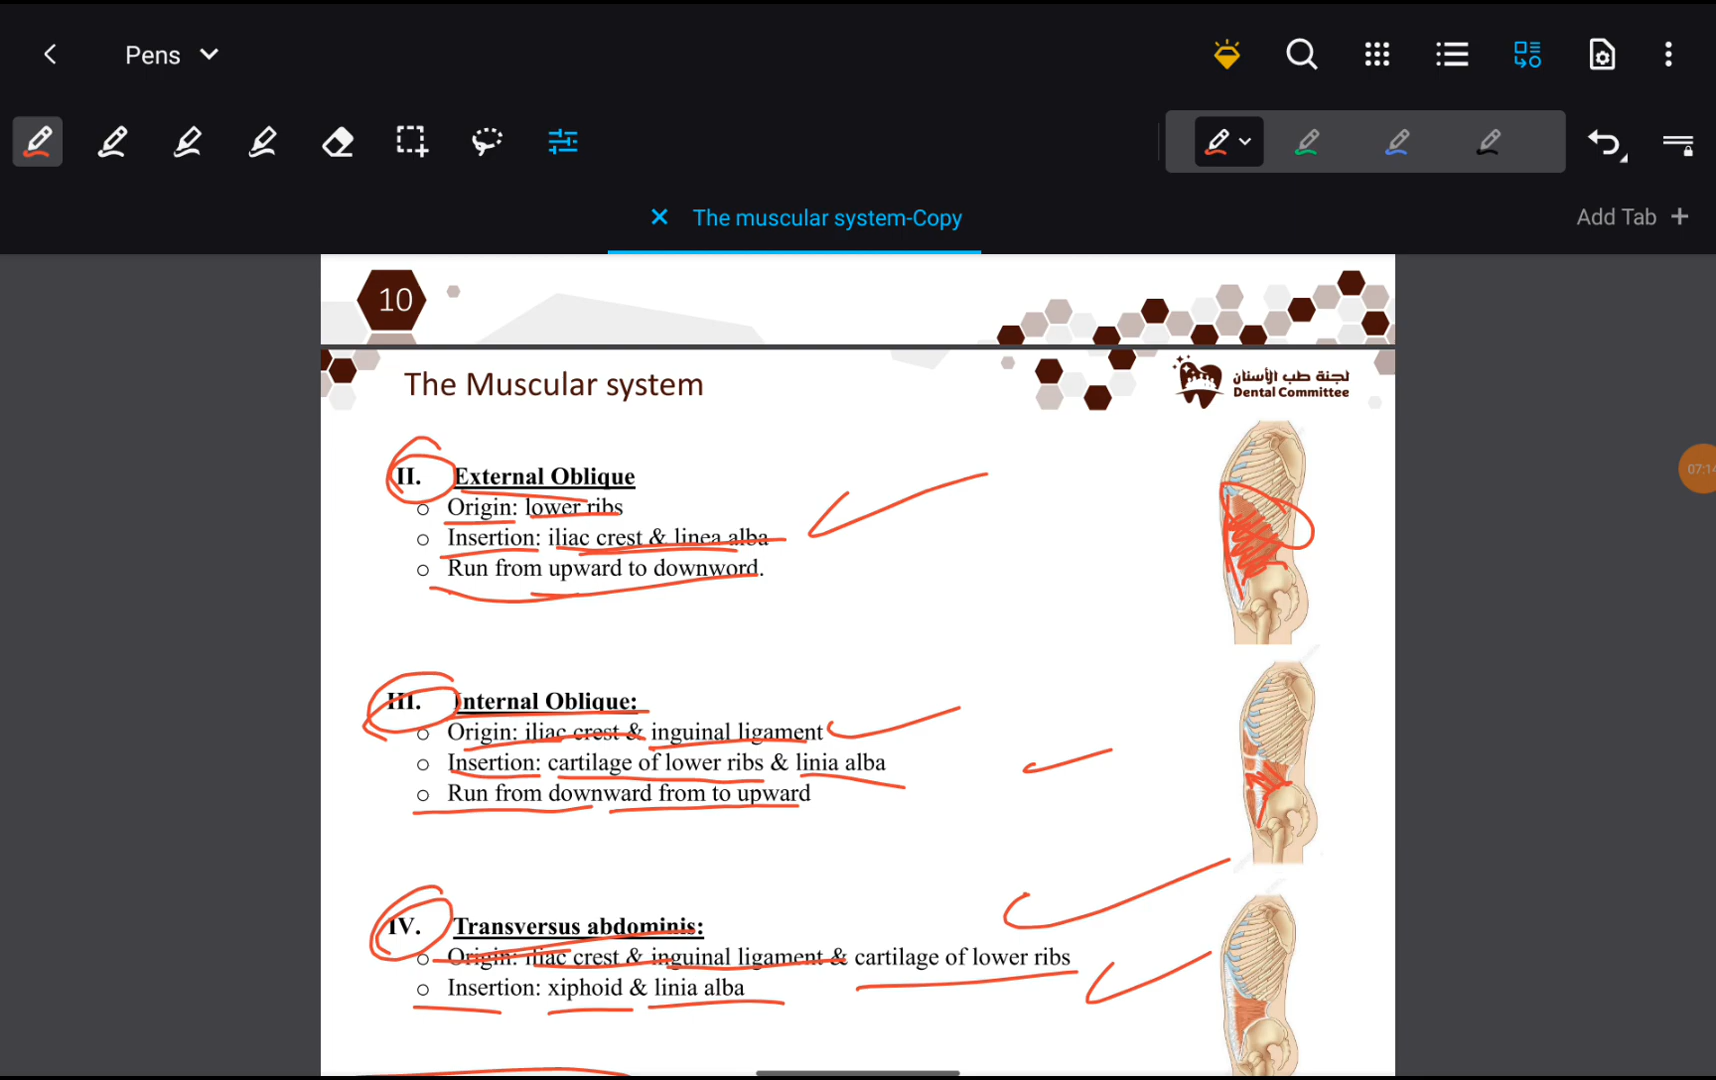 Pens
The muscular system-Copy
Add Tab
10
The Muscular system
لجنة طب الأسنان
Dental Committee
II. External Oblique
Origin: lower ribs
Insertion: iliac crest & linea alba
Run from upward to downword.
07:14
III. Internal Oblique:
Origin: iliac crest & inguinal ligament
Insertion: cartilage of lower ribs & linia alba
Run from downward from to upward
IV. Transversus abdominis:
Origin: iliac crest & inguinal ligament & cartilage of lower ribs
Insertion: xiphoid & linia alba